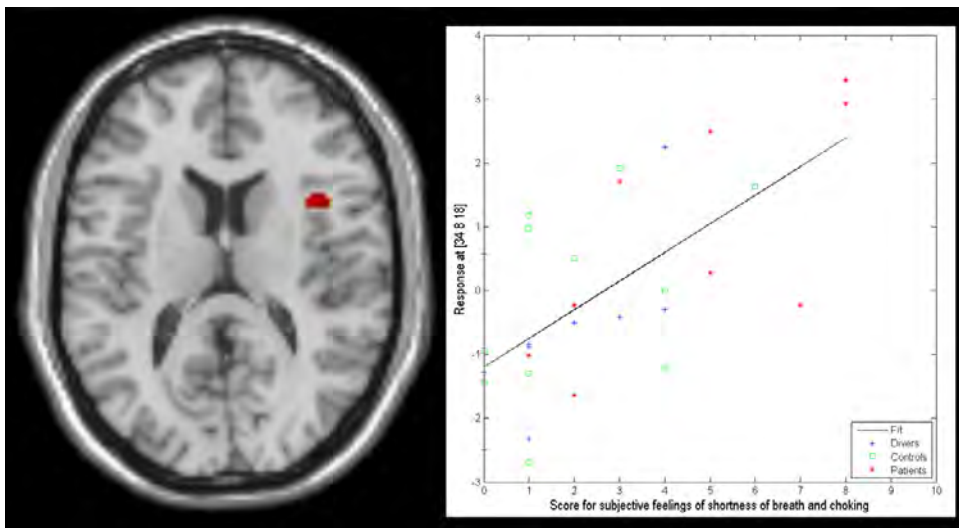 4
3
2
1
0
-1
-2
-3
0 1 2 3 4 5 6 7 8 9 10
Response at [34 8 18]
Score for subjective feelings of shortness of breath and choking
Fit
Divers
Controls
Patients